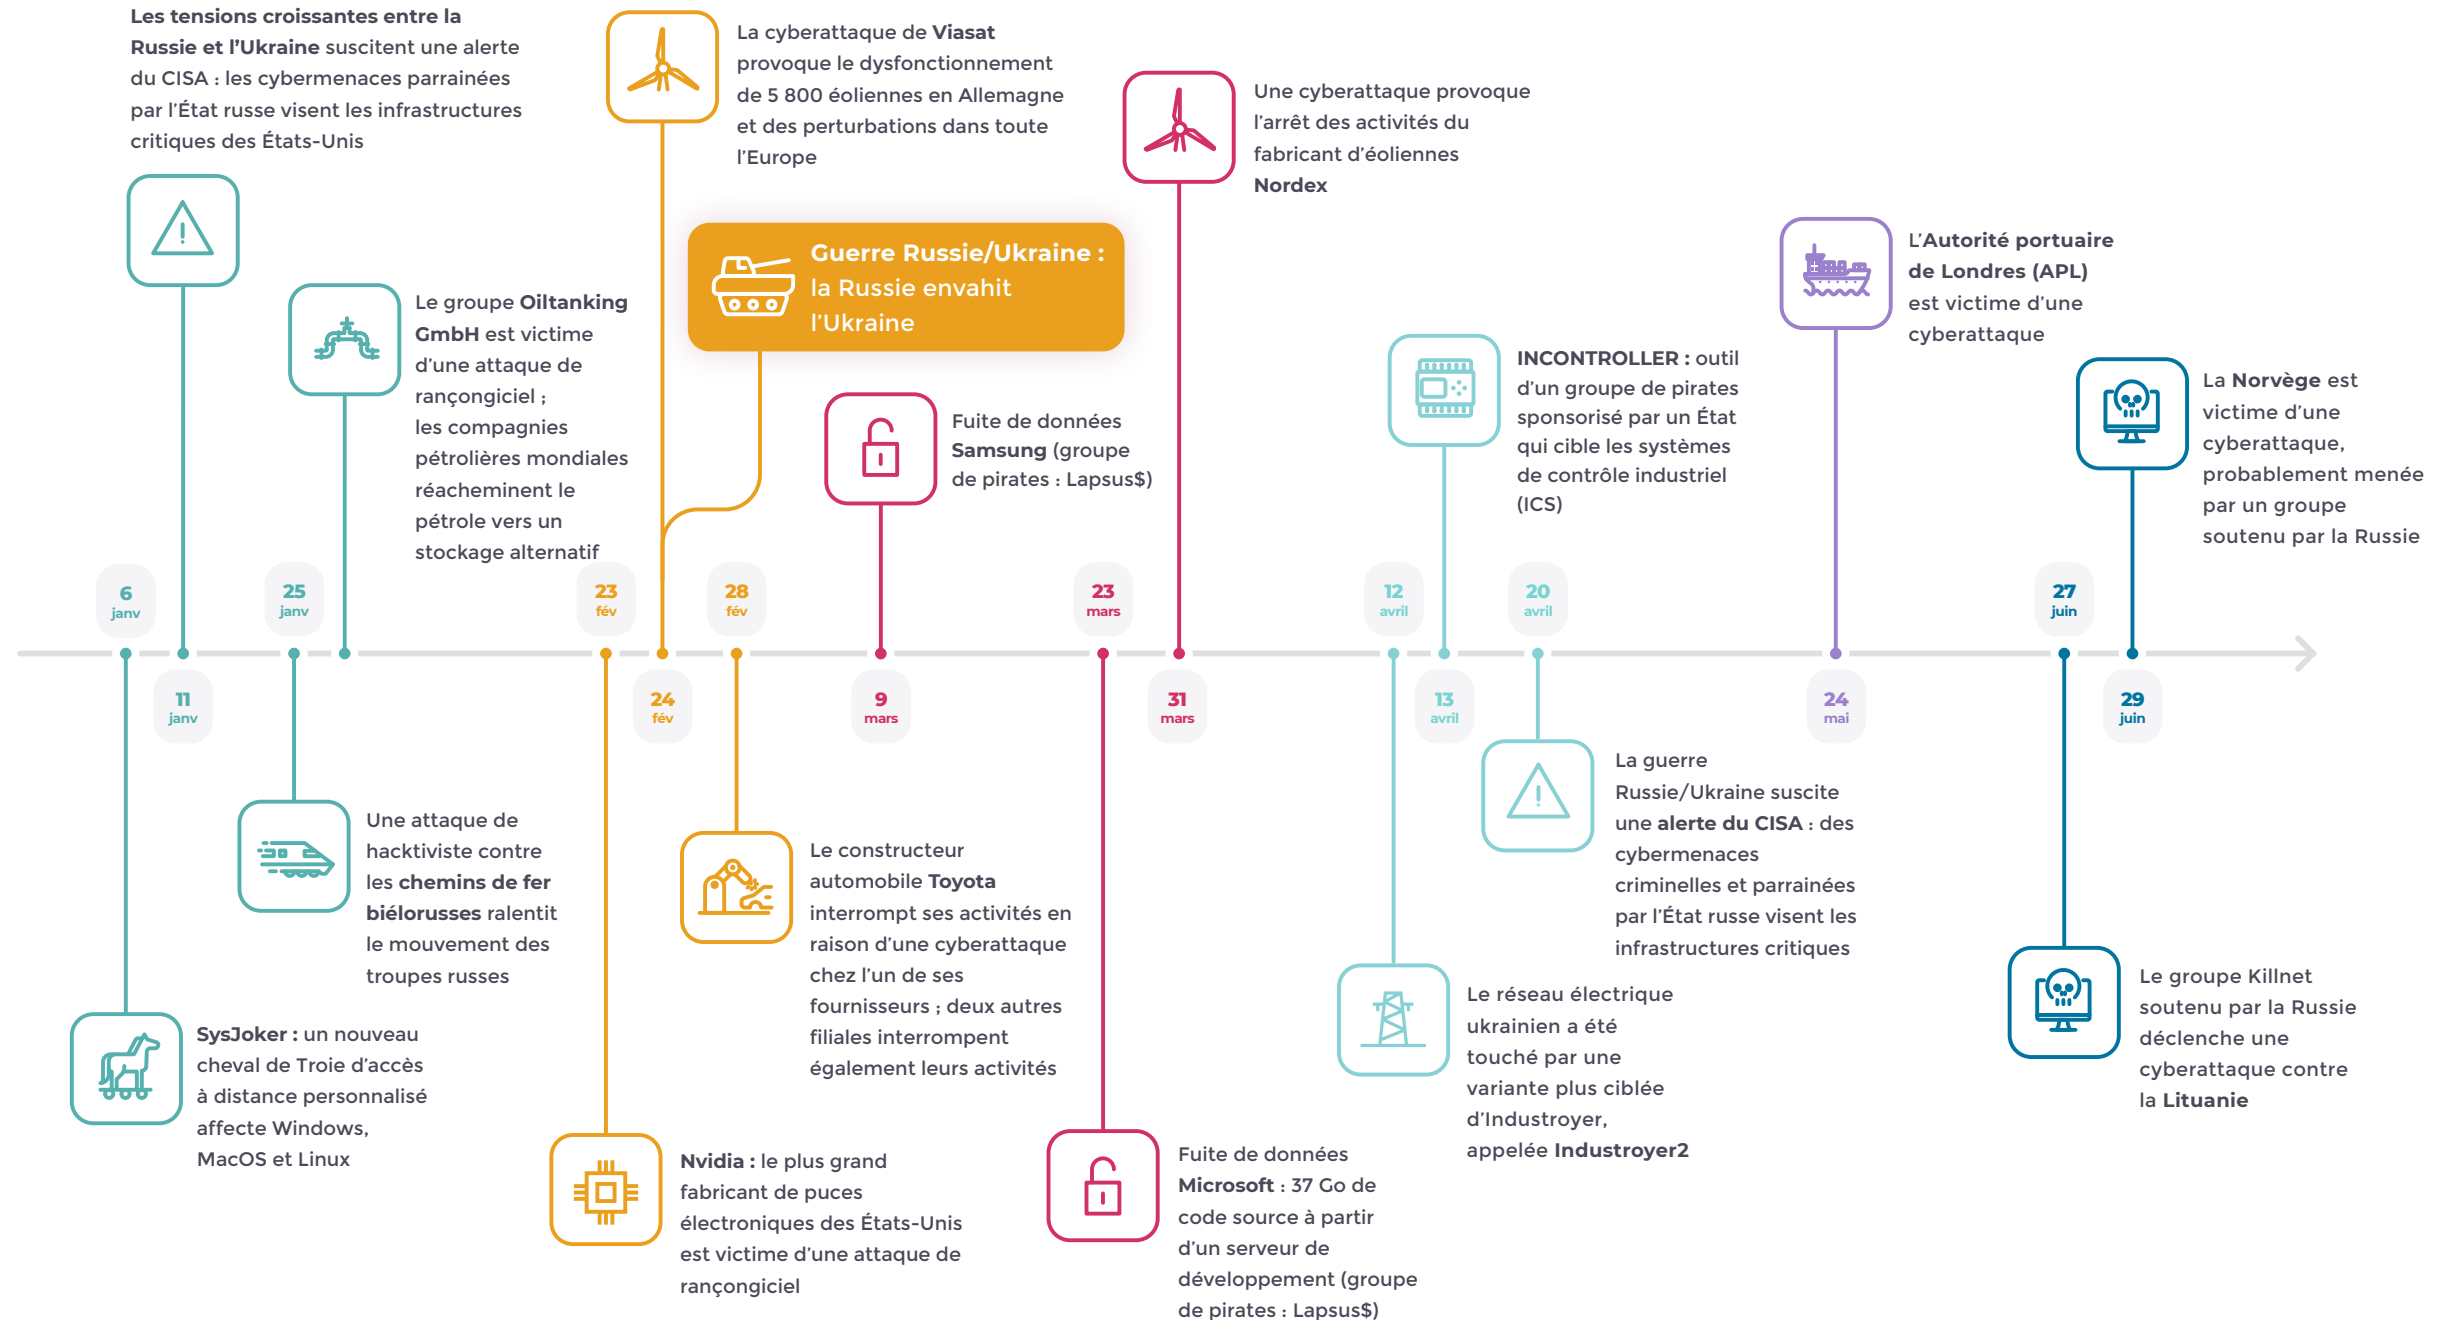 Les tensions croissantes entre la
Russie et l'Ukraine suscitent une alerte
du CISA : les cybermenaces parrainées
par l'État russe visent les infrastructures
critiques des États-Unis
Le groupe Oiltanking
GmbH est victime
d'une attaque de
rançongiciel ;
les compagnies
pétrolières mondiales
réacheminent le
pétrole vers un
stockage alternatif
La cyberattaque de Viasat
provoque le dysfonctionnement
de 5 800 éoliennes en Allemagne
et des perturbations dans toute
l'Europe
Guerre Russie/Ukraine :
la Russie envahit
l'Ukraine
Fuite de données
Samsung (groupe
de pirates : Lapsus$)
Une cyberattaque provoque
l'arrêt des activités du
fabricant d'éoliennes
Nordex
INCONTROLLER : outil
d'un groupe de pirates
sponsorisé par un État
qui cible les systèmes
de contrôle industriel
(ICS)
L'Autorité portuaire
de Londres (APL)
est victime d'une
cyberattaque
La Norvège est
victime d'une
cyberattaque,
probablement menée
par un groupe
soutenu par la Russie
6
janv
25
janv
23
fév
28
fév
23
mars
12
avril
20
avril
27
juin
11
janv
24
fév
9
mars
31
mars
13
avril
24
mai
29
juin
SysJoker : un nouveau
cheval de Troie d'accès
à distance personnalisé
affecte Windows,
MacOS et Linux
Une attaque de
hacktiviste contre
les chemins de fer
biélorusses ralentit
le mouvement des
troupes russes
Nvidia : le plus grand
fabricant de puces
électroniques des États-Unis
est victime d'une attaque de
rançongiciel
Le constructeur
automobile Toyota
interrompt ses activités en
raison d'une cyberattaque
chez l'un de ses
fournisseurs ; deux autres
filiales interrompent
également leurs activités
Fuite de données
Microsoft : 37 Go de
code source à partir
d'un serveur de
développement (groupe
de pirates : Lapsus$)
Le réseau électrique
ukrainien a été
touché par une
variante plus ciblée
d'Industroyer,
appelée Industroyer2
La guerre
Russie/Ukraine suscite
une alerte du CISA : des
cybermenaces
criminelles et parrainées
par l'État russe visent les
infrastructures critiques
Le groupe Killnet
soutenu par la Russie
déclenche une
cyberattaque contre
la Lituanie